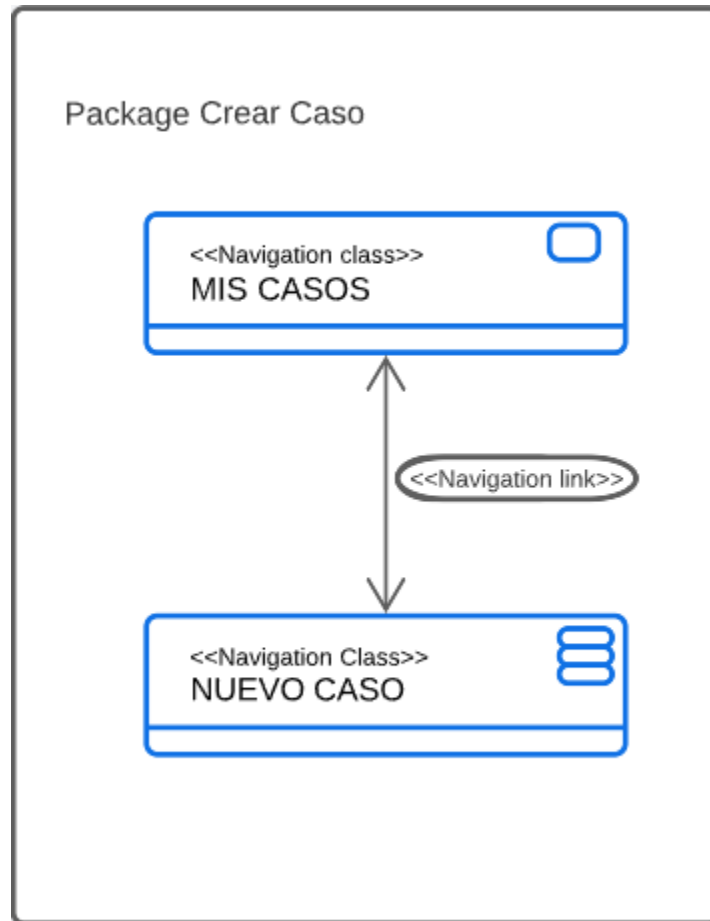 Package Crear Caso
<<Navigation class>>
MIS CASOS
<<Navigation link>>
<<Navigation Class>>
NUEVO CASO